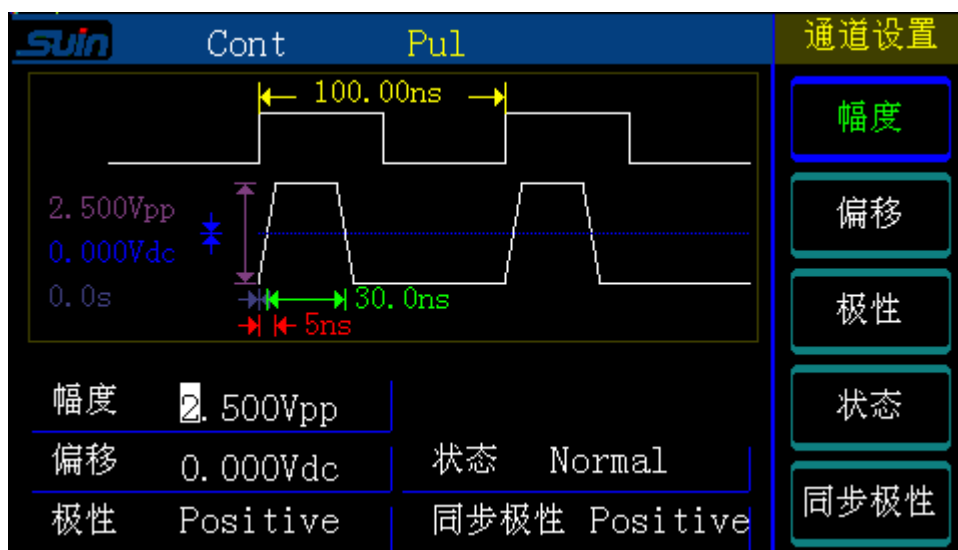 Suin Cont Pul 通道设置
100.00ns
幅度
2.500Vpp
偏移
0.000Vdc
0.0s 30.0ns
极性
5ns
幅度 2.500Vpp
状态
偏移 0.000Vdc 状态 Normal
极性 Positive 同步极性 Positive
同步极性